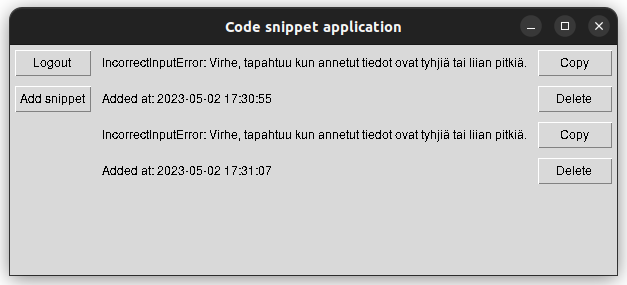 Code snippet application
Logout
IncorrectInputError: Virhe, tapahtuu kun annetut tiedot ovat tyhjiä tai liian pitkiä.
Copy
Add snippet
Added at: 2023-05-02 17:30:55
Delete
IncorrectInputError: Virhe, tapahtuu kun annetut tiedot ovat tyhjiä tai liian pitkiä.
Copy
Added at: 2023-05-02 17:31:07
Delete